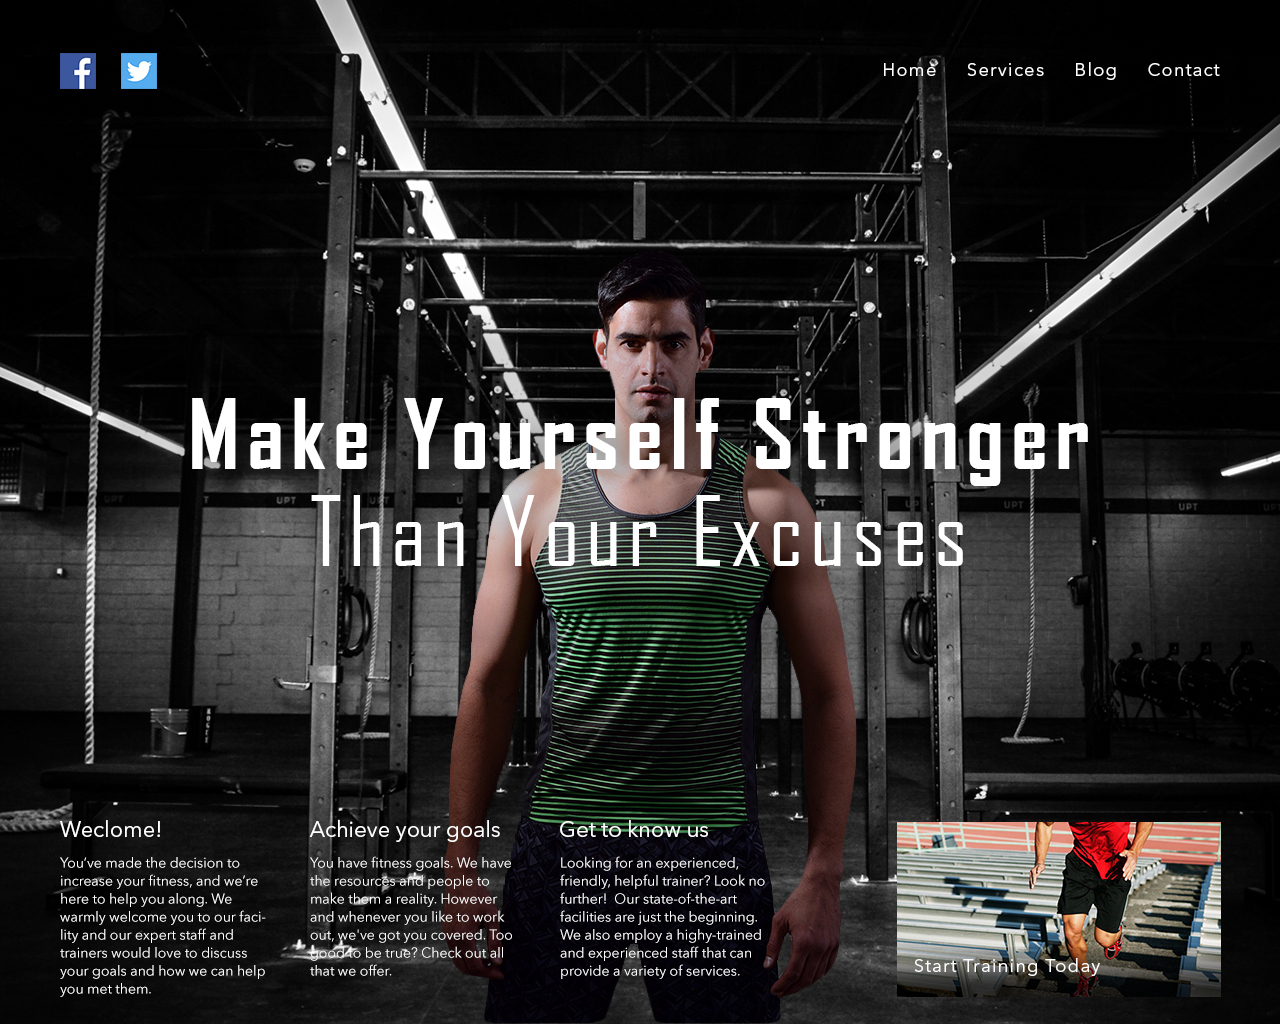 Home Services Blog Contact
Make Yourself Stronger
Than Your Excuses
UPT
UPT
UPT
UPT
Weclome!
You've made the decision to
increase your fitness, and we're
here to help you along. We
warmly welcome you to our faci-
lity and our expert staff and
trainers would love to discuss
your goals and how we can help
you met them.
Achieve your goals
You have fitness goals. We have
the resources and people to
make them a reality. However
and whenever you like to work
out, we've got you covered. Too
good to be true? Check out all
that we offer.
Get to know us
Looking for an experienced,
friendly, helpful trainer? Look no
further!  Our state-of-the-art
facilities are just the beginning.
We also employ a highy-trained
and experienced staff that can
provide a variety of services.
Start Training Today